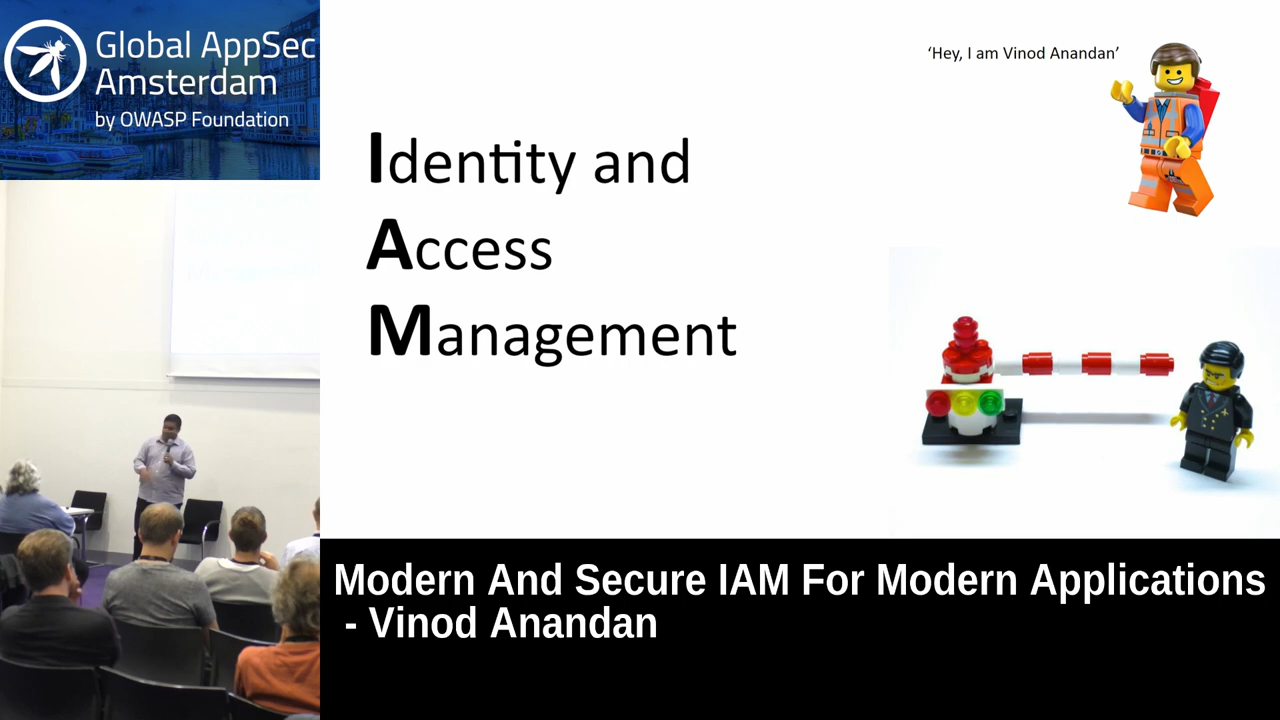 Global AppSec
Amsterdam
by OWASP Foundation
'Hey, I am Vinod Anandan'
Identity and
Access
Management
Modern And Secure IAM For Modern Applications
- Vinod Anandan